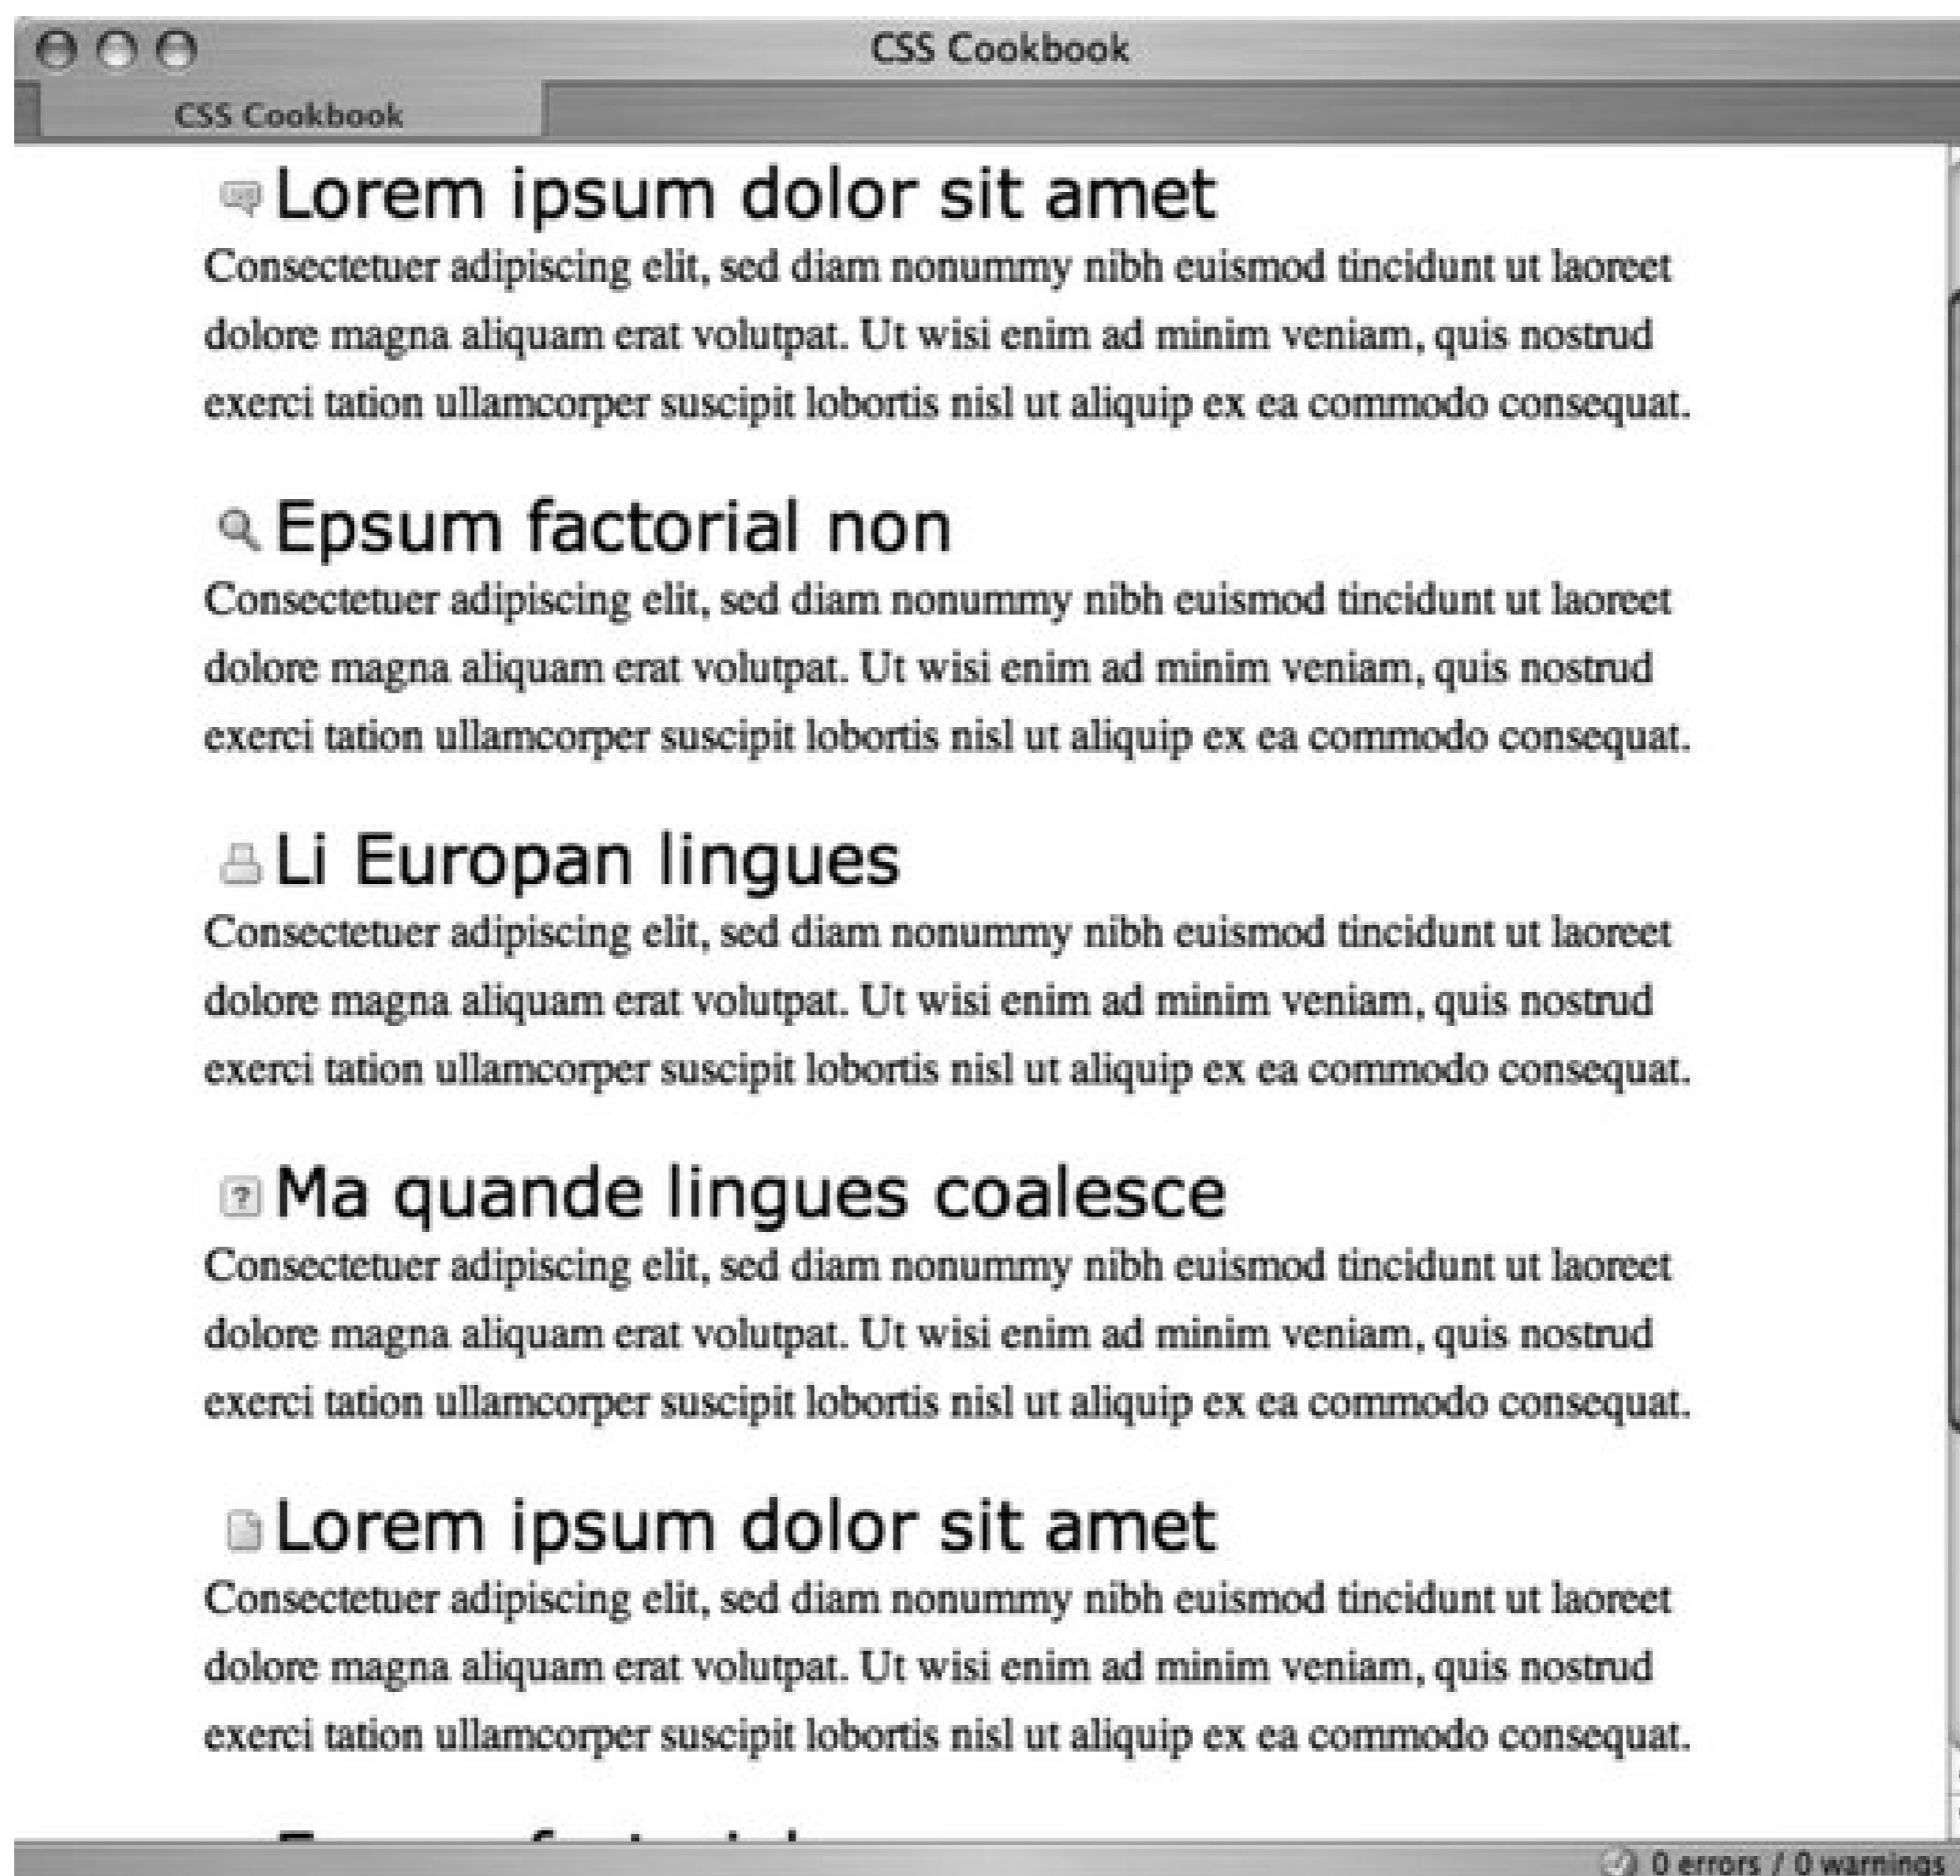 CSS Cookbook
CSS Cookbook
Lorem ipsum dolor sit amet
Consectetuer adipiscing elit, sed diam nonummy nibh euismod tincidunt ut laoreet
dolore magna aliquam erat volutpat. Ut wisi enim ad minim veniam, quis nostrud
exerci tation ullamcorper suscipit lobortis nisl ut aliquip ex ea commodo consequat.
Epsum factorial non
Consectetuer adipiscing elit, sed diam nonummy nibh euismod tincidunt ut laoreet
dolore magna aliquam erat volutpat. Ut wisi enim ad minim veniam, quis nostrud
exerci tation ullamcorper suscipit lobortis nisl ut aliquip ex ea commodo consequat.
Li Europan lingues
Consectetuer adipiscing elit, sed diam nonummy nibh euismod tincidunt ut laoreet
dolore magna aliquam erat volutpat. Ut wisi enim ad minim veniam, quis nostrud
exerci tation ullamcorper suscipit lobortis nisl ut aliquip ex ea commodo consequat.
? Ma quande lingues coalesce
Consectetuer adipiscing elit, sed diam nonummy nibh euismod tincidunt ut laoreet
dolore magna aliquam erat volutpat. Ut wisi enim ad minim veniam, quis nostrud
exerci tation ullamcorper suscipit lobortis nisl ut aliquip ex ea commodo consequat.
Lorem ipsum dolor sit amet
Consectetuer adipiscing elit, sed diam nonummy nibh euismod tincidunt ut laoreet
dolore magna aliquam erat volutpat. Ut wisi enim ad minim veniam, quis nostrud
exerci tation ullamcorper suscipit lobortis nisl ut aliquip ex ea commodo consequat.
0 errors / 0 warnings